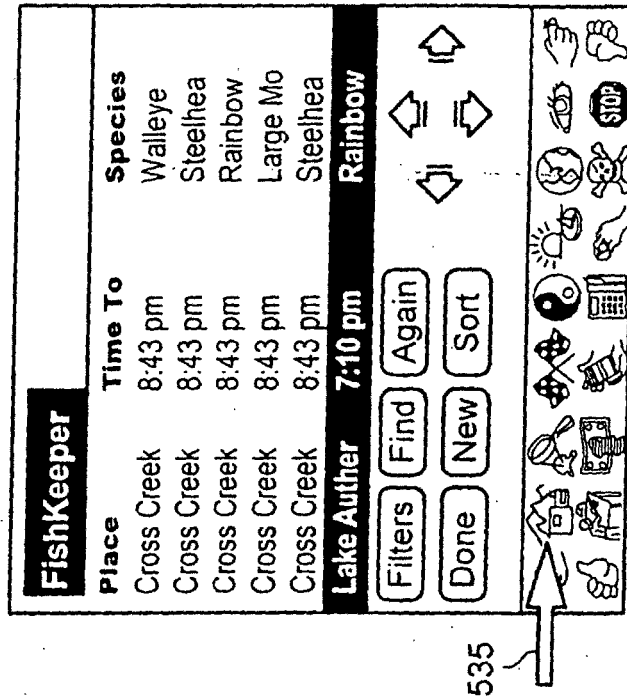 FishKeeper
Place Time To Species
Cross Creek 8:43 pm Walleye
Cross Creek 8:43 pm Steelhea
Cross Creek 8:43 pm Rainbow
Cross Creek 8:43 pm Large Mo
Cross Creek 8:43 pm Steelhea
Lake Auther 7:10 pm Rainbow
Filters Find Again
Done New Sort
STOP
535